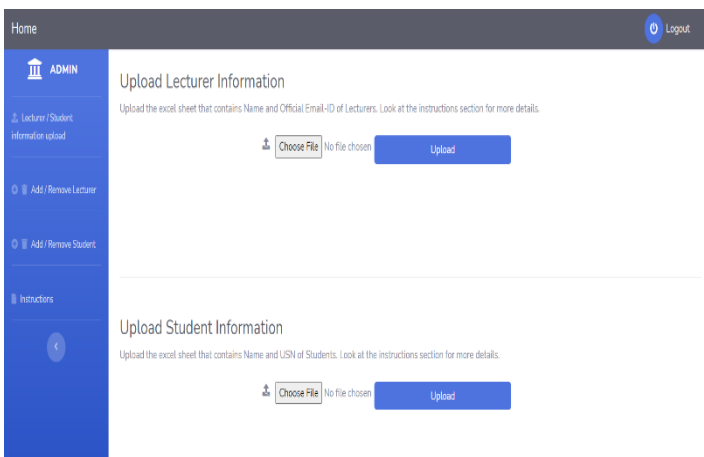 Home
Logout
ADMIN
Lecturer / Student
information upload
Add / Remove Lecturer
Add / Remove Student
Instructions
Upload Lecturer Information
Upload the excel sheet that contains Name and Official Email-ID of Lecturers. Look at the instructions section for more details.
Choose File No file chosen Upload
Upload Student Information
Upload the excel sheet that contains Name and USN of Students. Look at the instructions section for more details.
Choose File No file chosen Upload